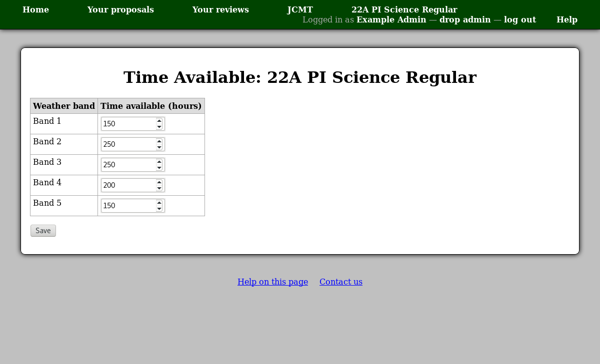 Home Your proposals Your reviews JCMT 22A PI Science Regular
Logged in as Example Admin — drop admin — log out Help
Time Available: 22A PI Science Regular
Weather band Time available (hours)
Band 1 150
Band 2 250
Band 3 250
Band 4 200
Band 5 150
Save
Help on this page Contact us